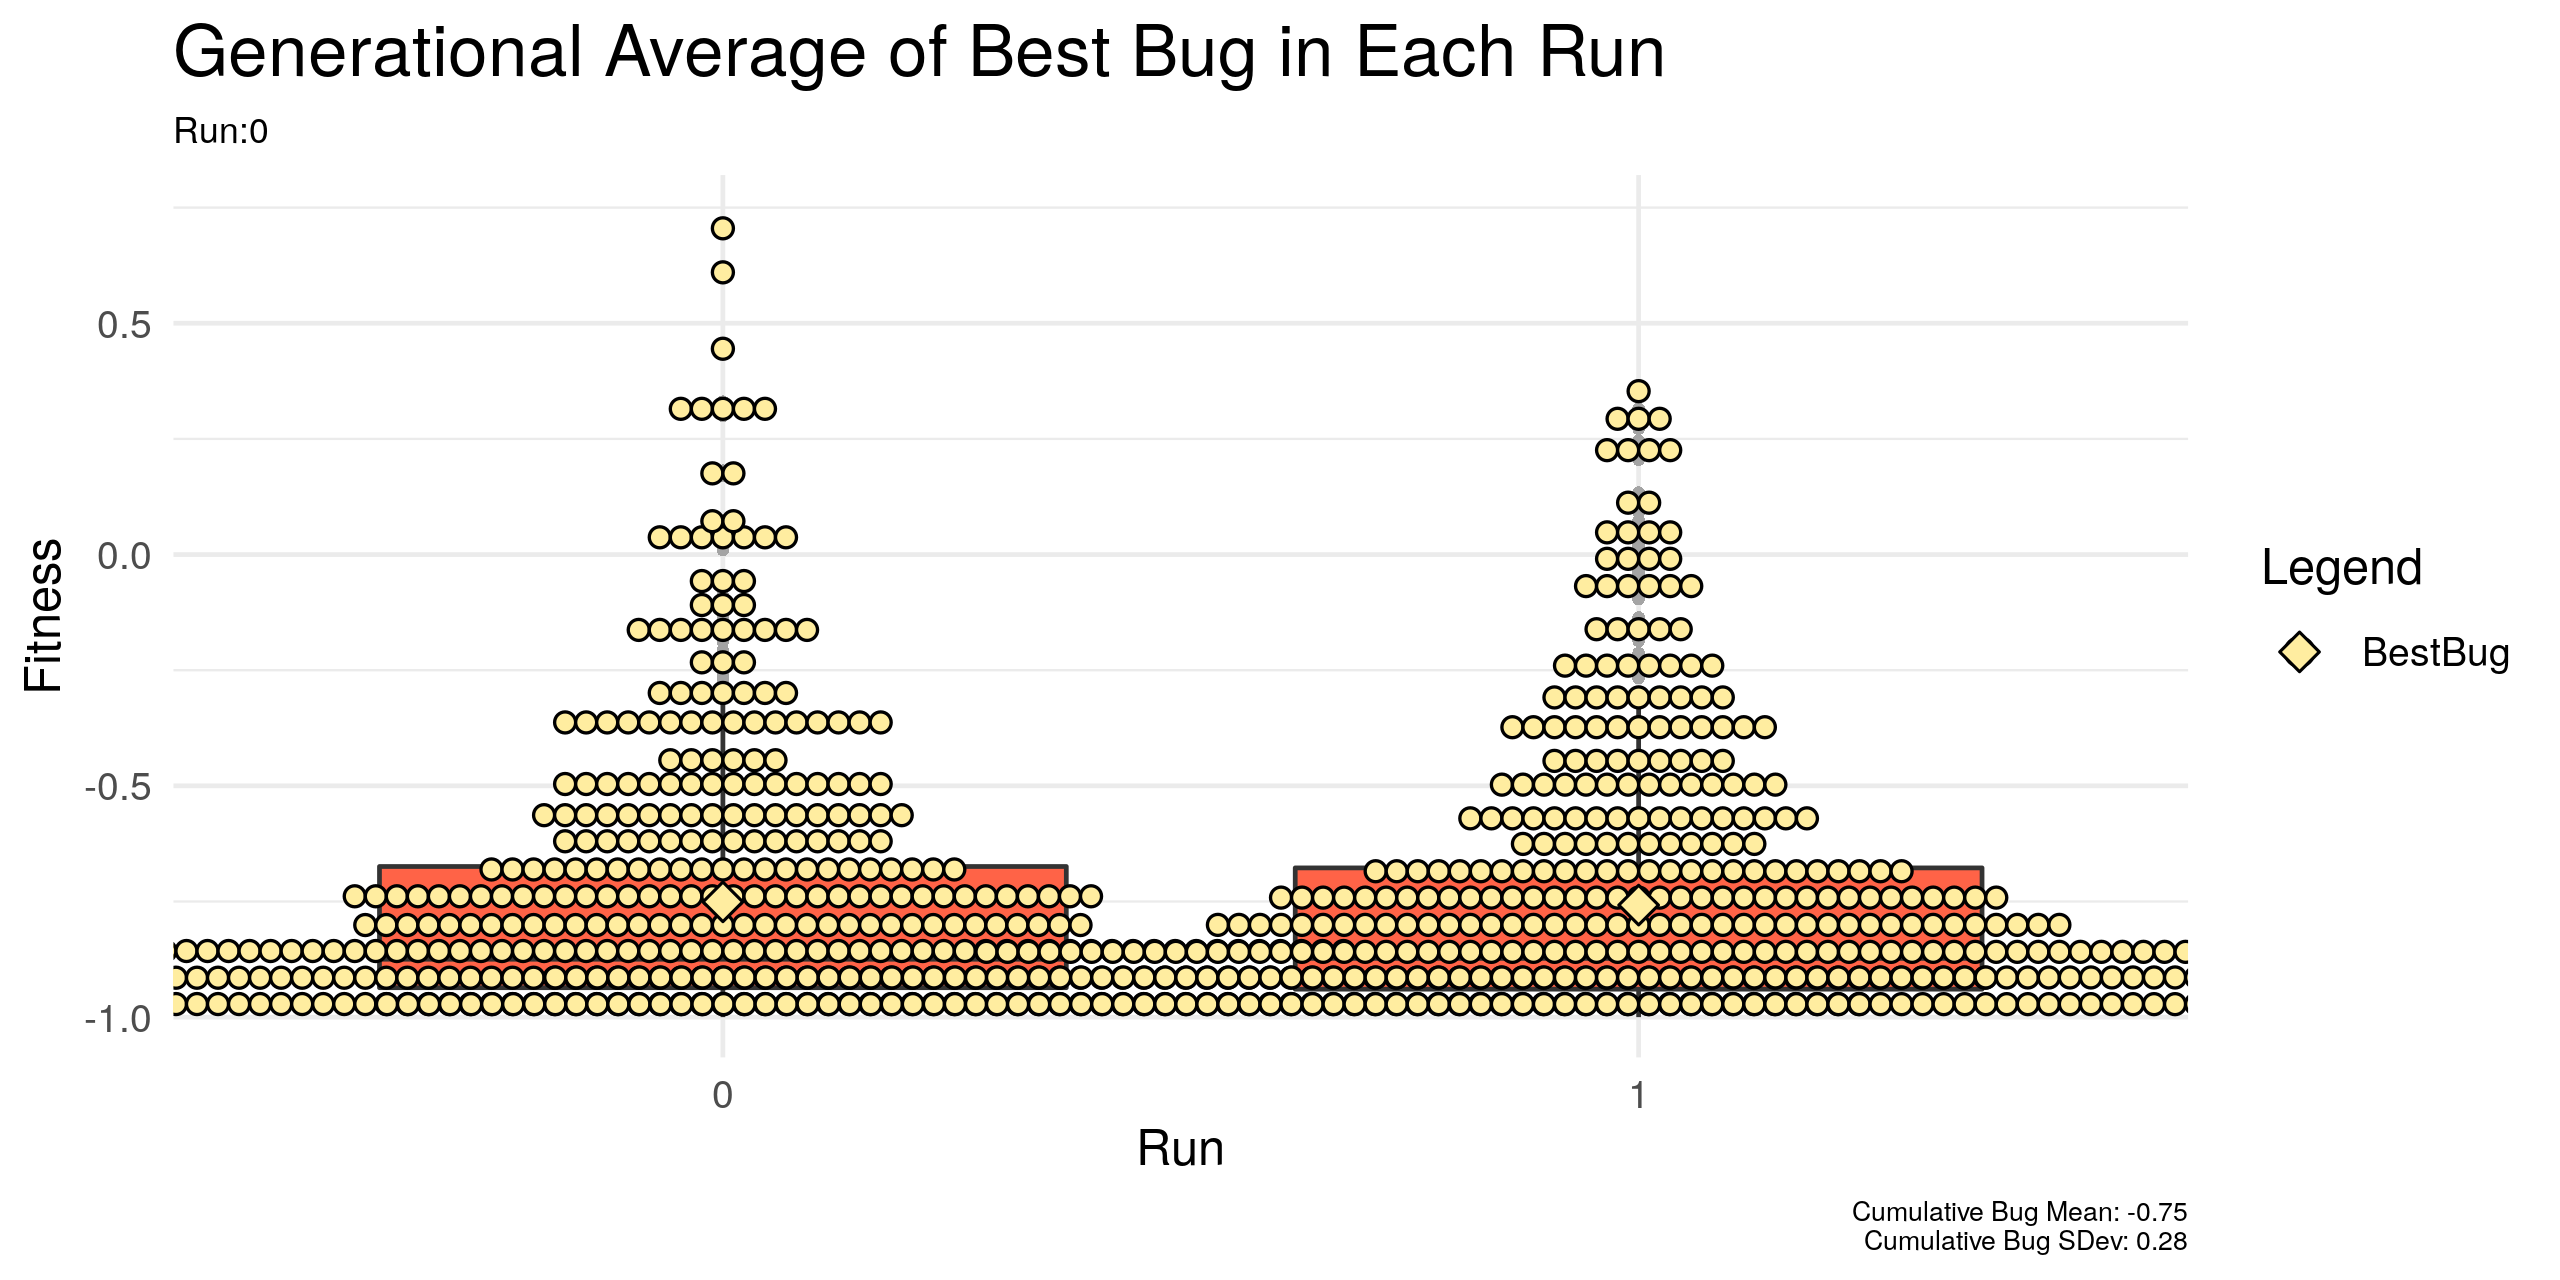 Generational Average of Best Bug in Each Run
Run:0
Fitness
0.5
0.0
-0.5
-1.0
0
1
Run
Legend
BestBug
Cumulative Bug Mean: -0.75
Cumulative Bug SDev: 0.28